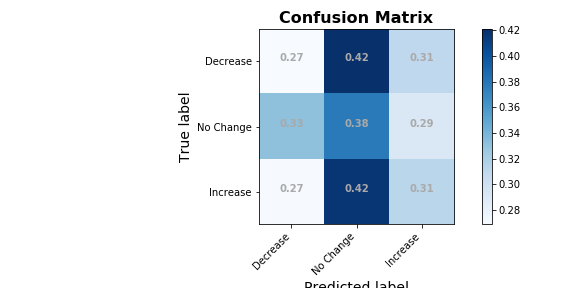 Confusion Matrix
True label
Decrease 0.27 0.42 0.31
No Change 0.33 0.38 0.29
Increase 0.27 0.42 0.31
Decrease No Change Increase
Predicted label
0.42
0.40
0.38
0.36
0.34
0.32
0.30
0.28